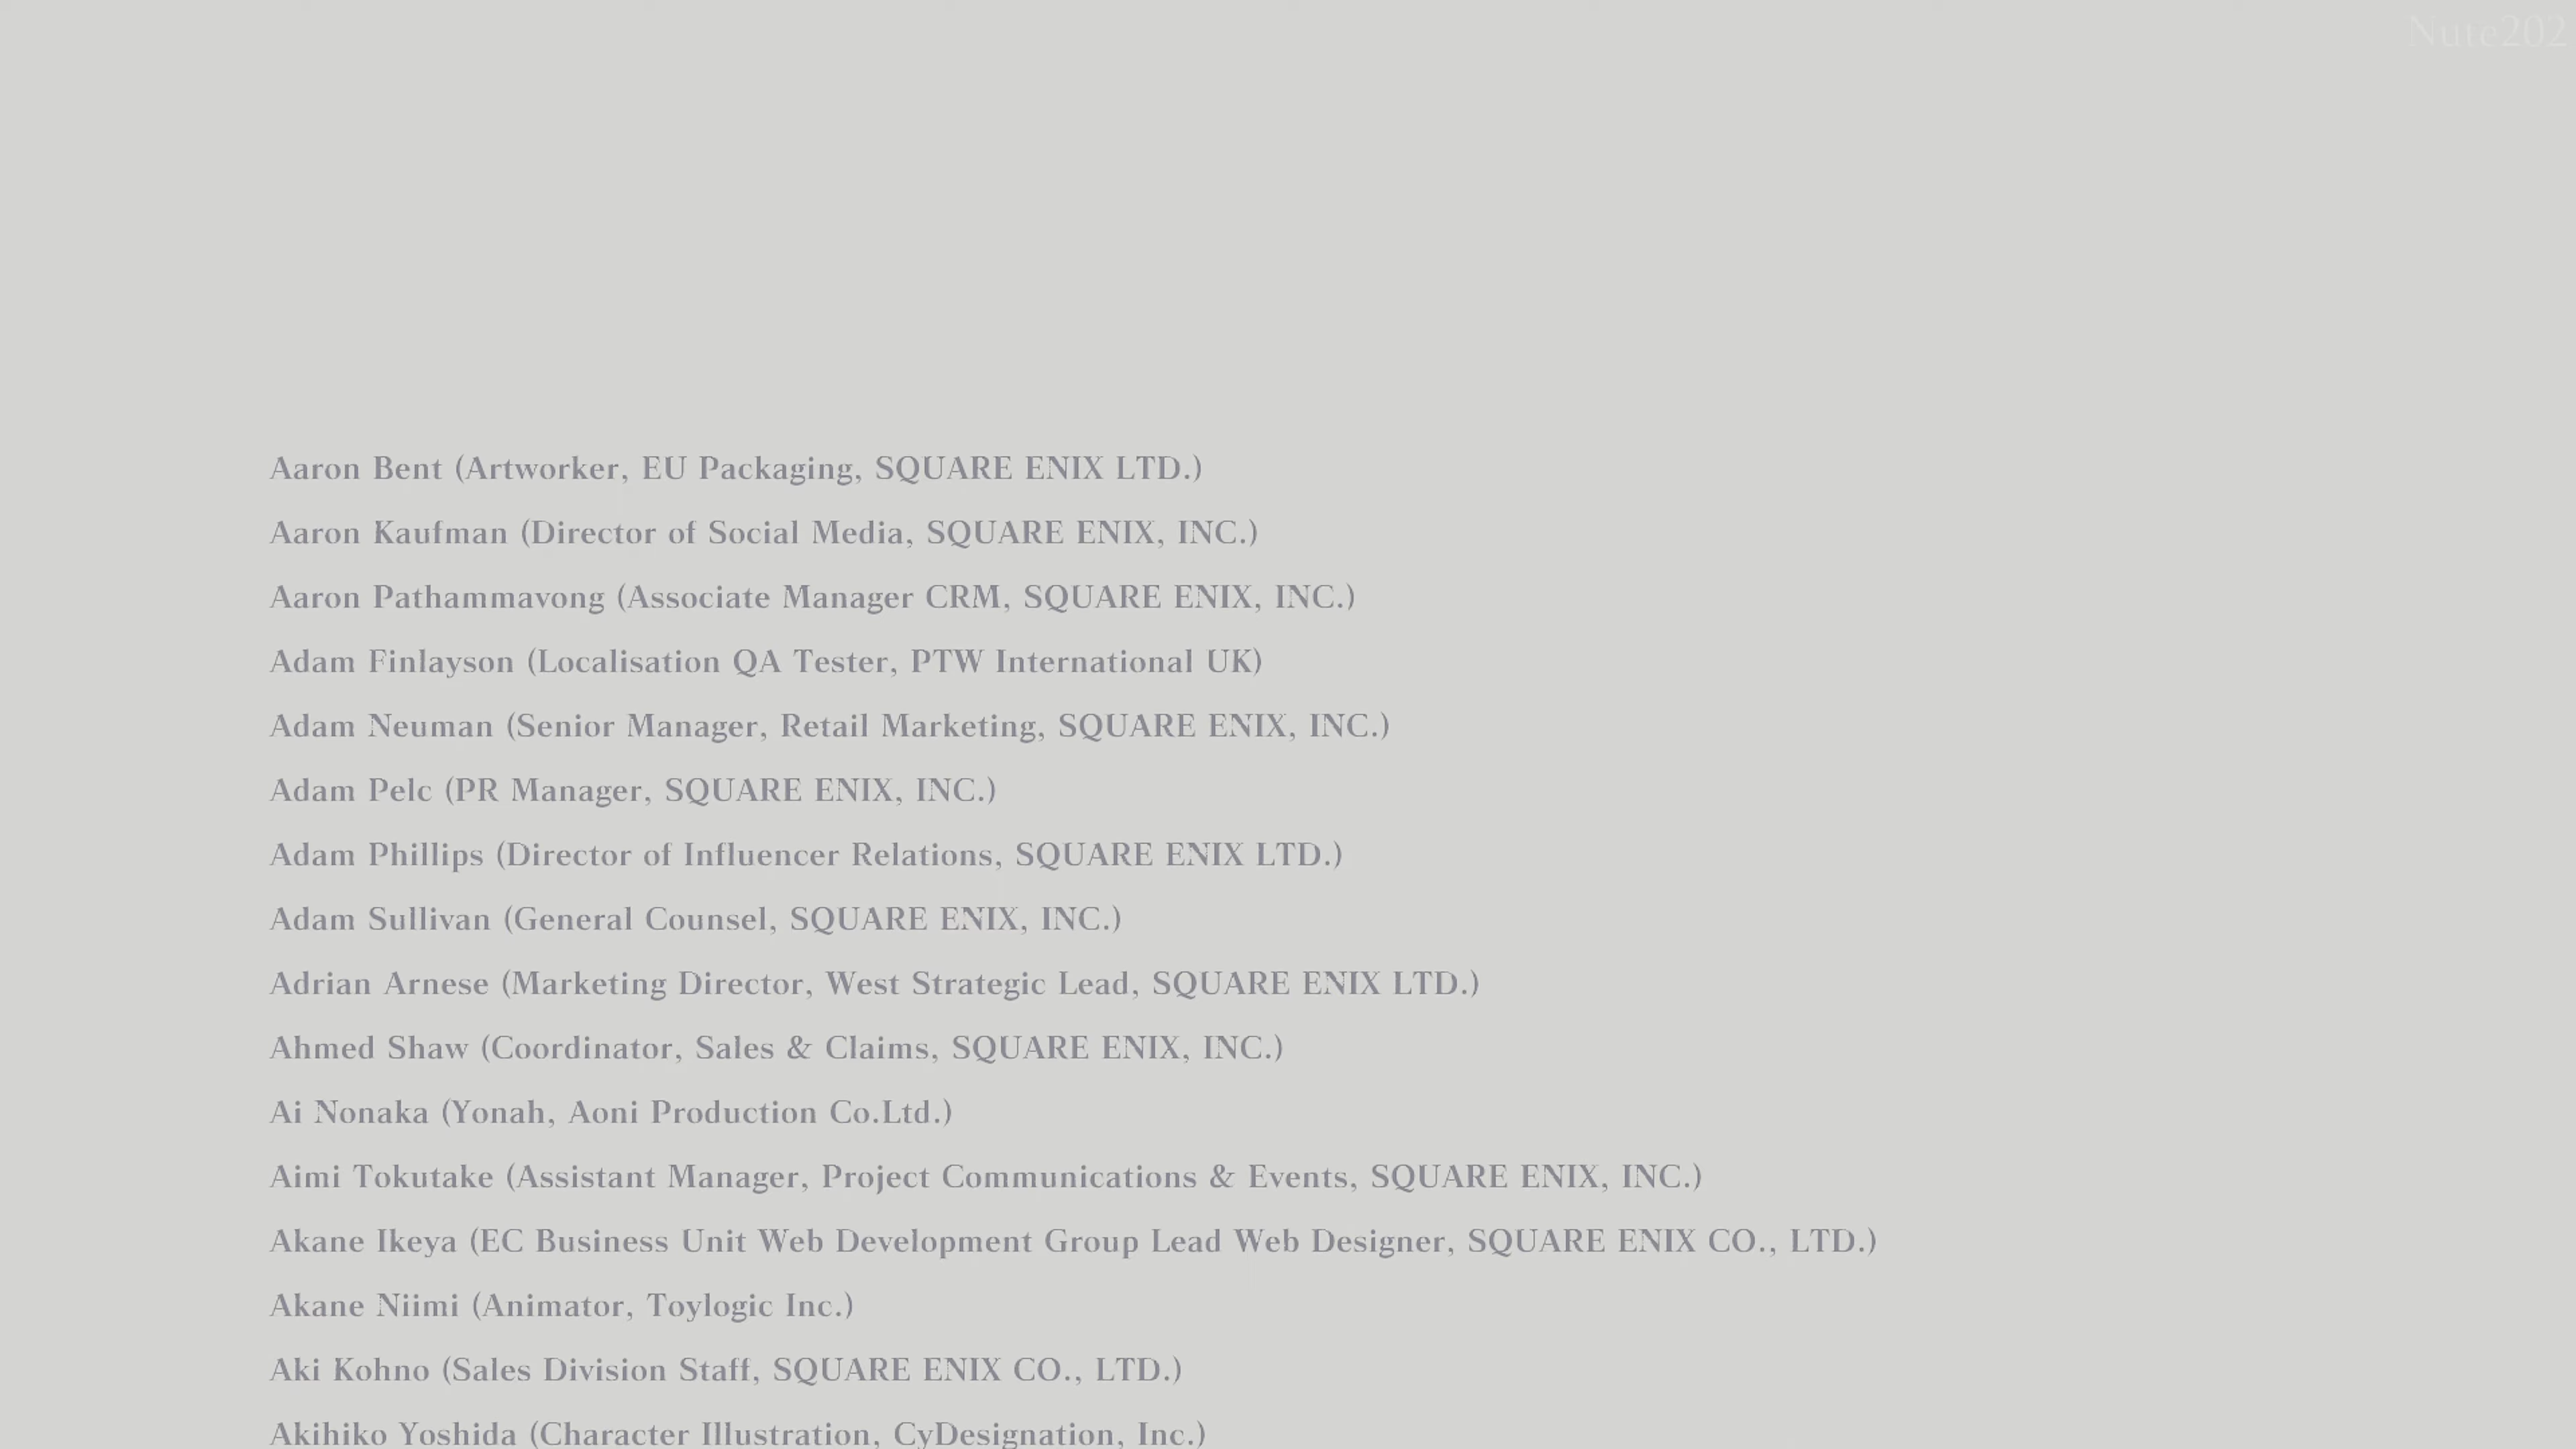 Nute202
Aaron Bent (Artworker, EU Packaging, SQUARE ENIX LTD.)
Aaron Kaufman (Director of Social Media, SQUARE ENIX, INC.)
Aaron Pathammavong (Associate Manager CRM, SQUARE ENIX, INC.)
Adam Finlayson (Localisation QA Tester, PTW International UK)
Adam Neuman (Senior Manager, Retail Marketing, SQUARE ENIX, INC.)
Adam Pelc (PR Manager, SQUARE ENIX, INC.)
Adam Phillips (Director of Influencer Relations, SQUARE ENIX LTD.)
Adam Sullivan (General Counsel, SQUARE ENIX, INC.)
Adrian Arnese (Marketing Director, West Strategic Lead, SQUARE ENIX LTD.)
Ahmed Shaw (Coordinator, Sales & Claims, SQUARE ENIX, INC.)
Ai Nonaka (Yonah, Aoni Production Co.Ltd.)
Aimi Tokutake (Assistant Manager, Project Communications & Events, SQUARE ENIX, INC.)
Akane Ikeya (EC Business Unit Web Development Group Lead Web Designer, SQUARE ENIX CO., LTD.)
Akane Niimi (Animator, Toylogic Inc.)
Aki Kohno (Sales Division Staff, SQUARE ENIX CO., LTD.)
Akihiko Yoshida (Character Illustration, CyDesignation, Inc.)